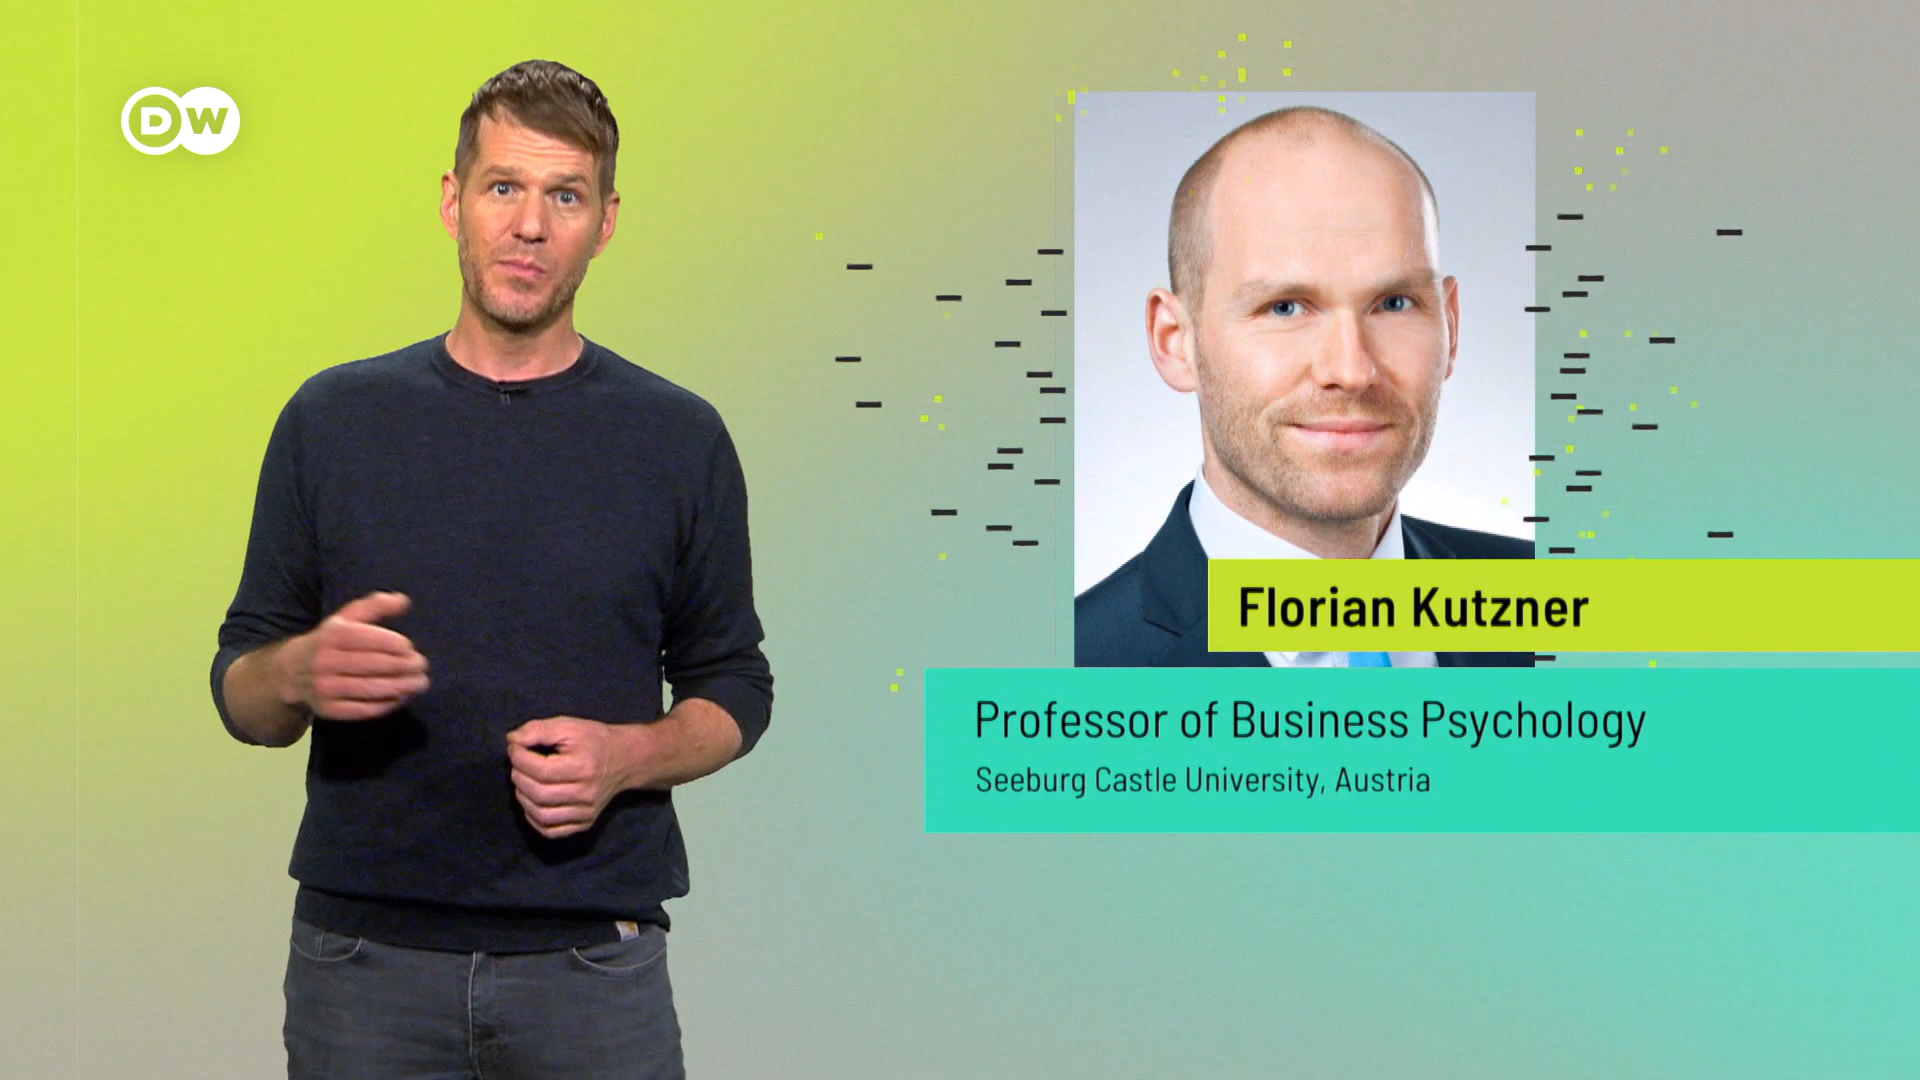 DW
Florian Kutzner
Professor of Business Psychology
Seeburg Castle University, Austria